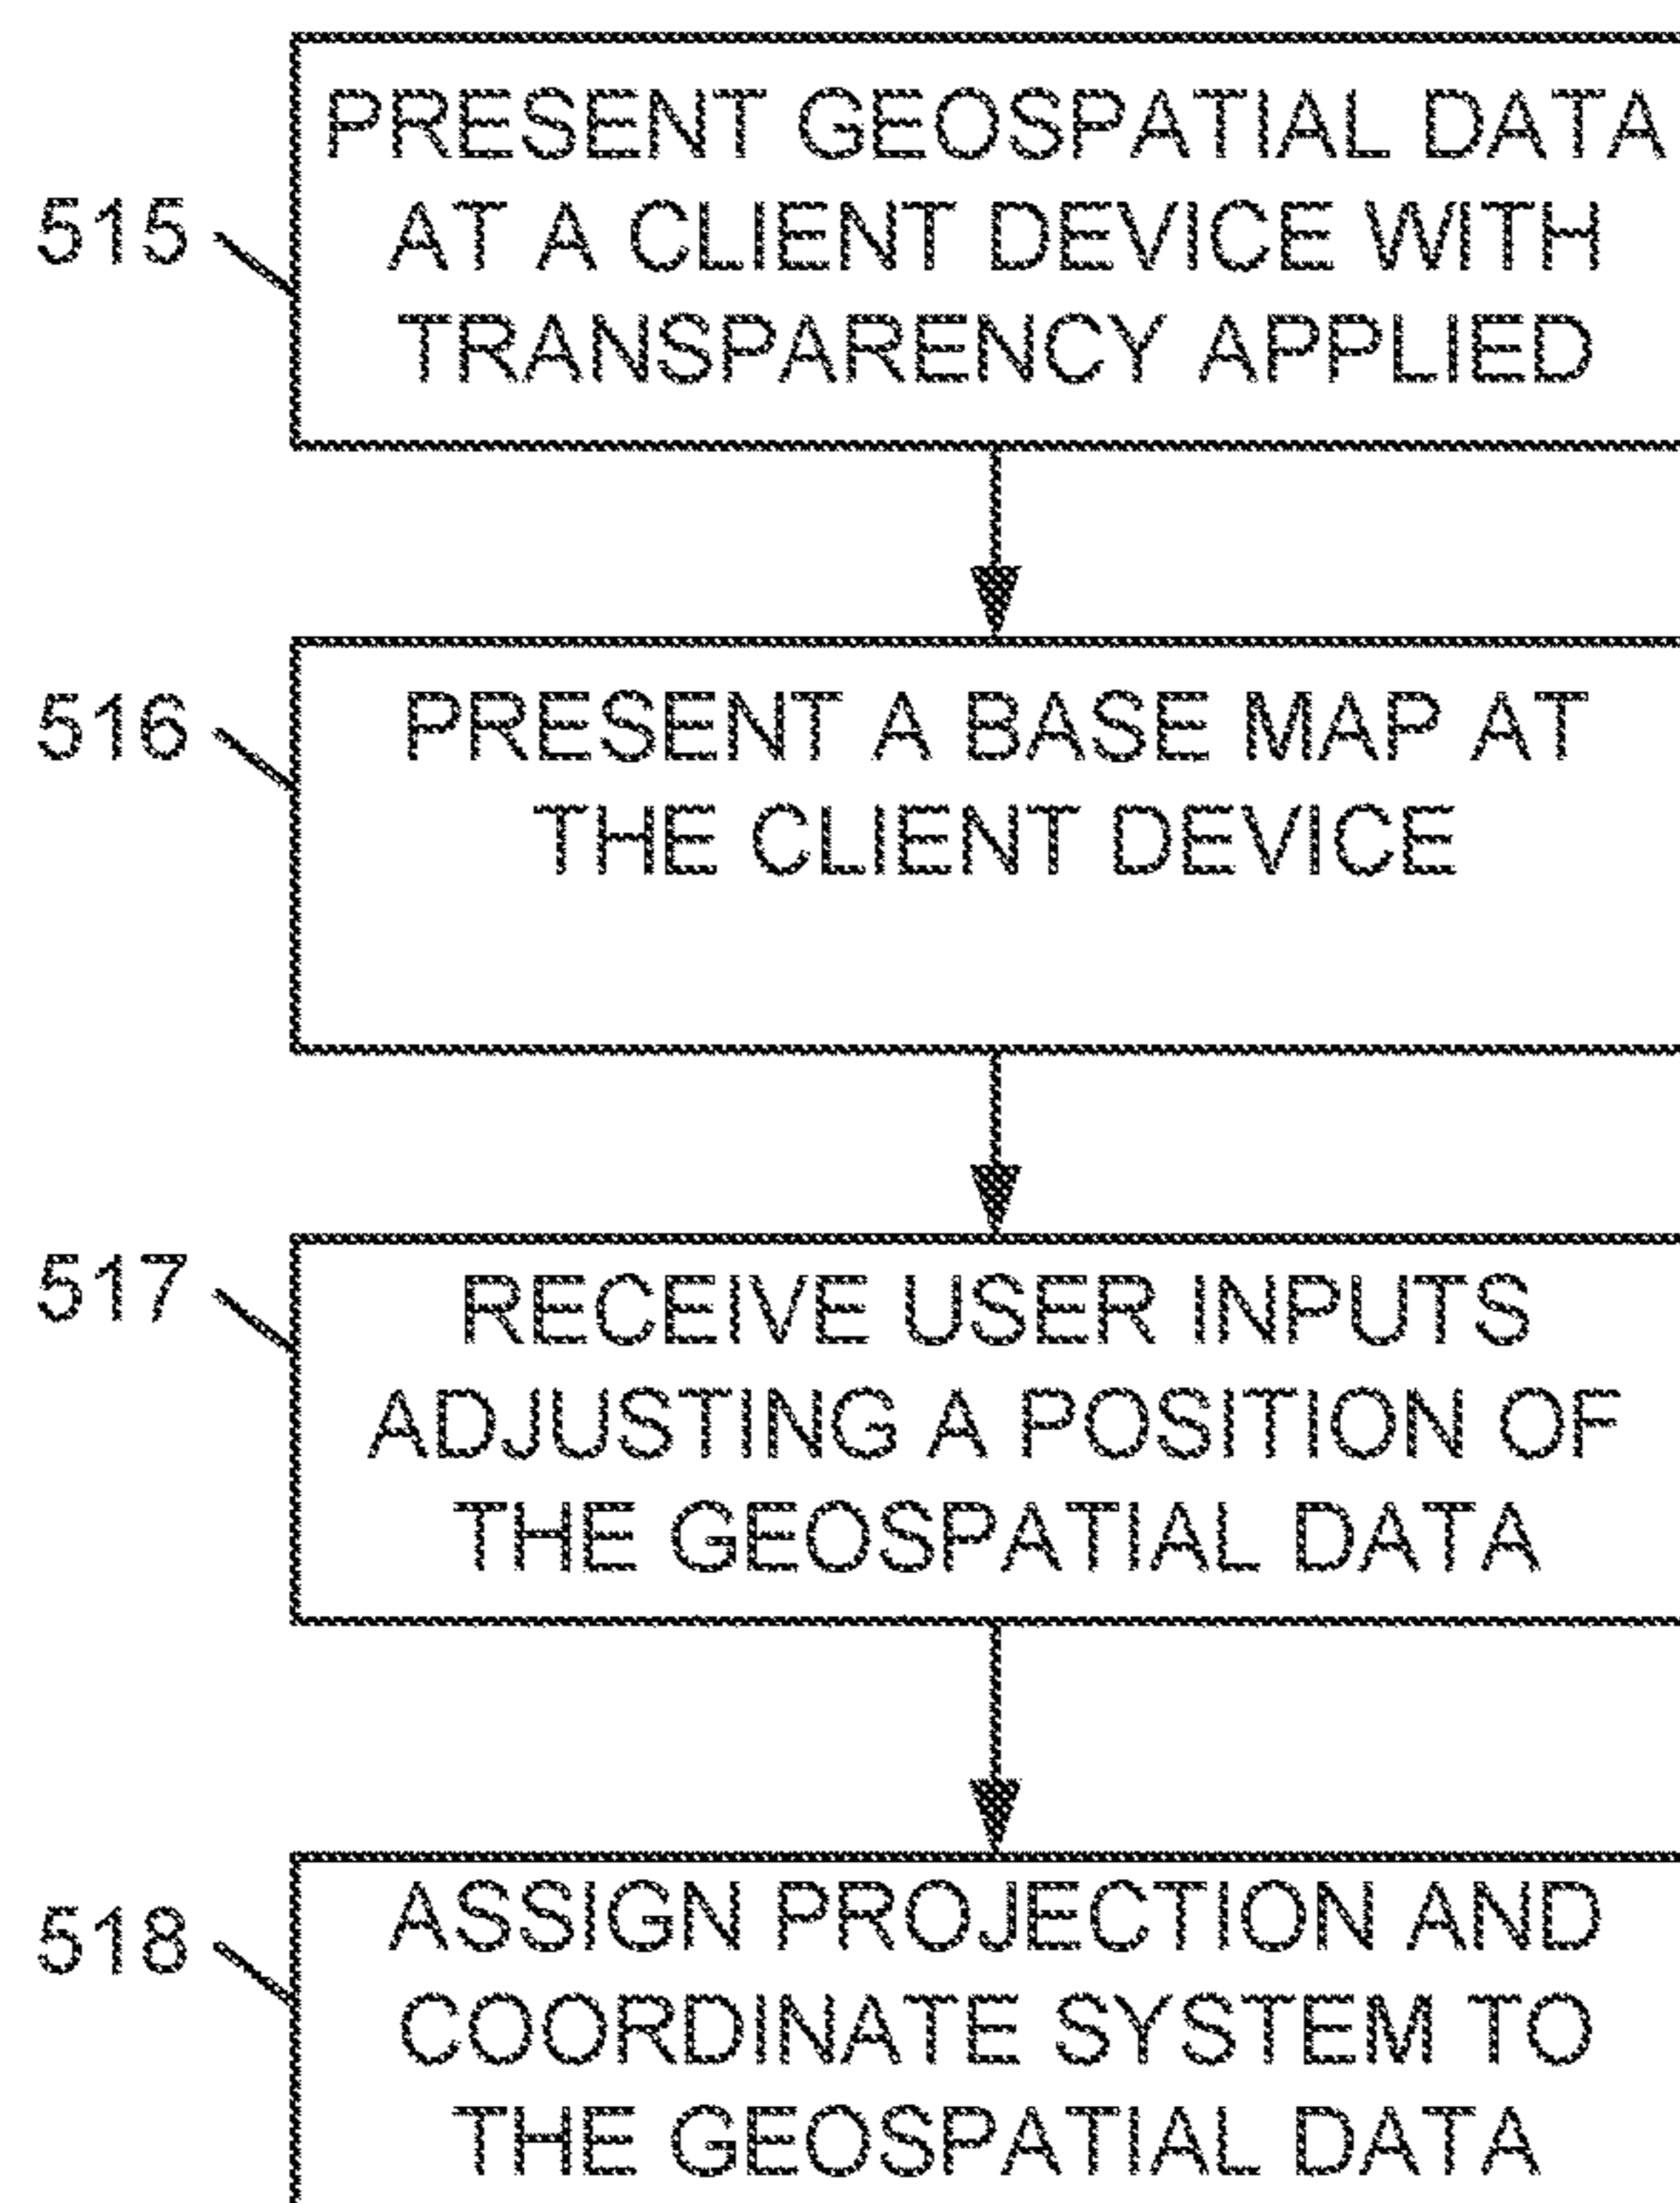 515
PRESENT GEOSPATIAL DATA
AT A CLIENT DEVICE WITH
TRANSPARENCY APPLIED
516
PRESENT A BASE MAP AT
THE CLIENT DEVICE
517
RECEIVE USER INPUTS
ADJUSTING A POSITION OF
THE GEOSPATIAL DATA
518
ASSIGN PROJECTION AND
COORDINATE SYSTEM TO
THE GEOSPATIAL DATA